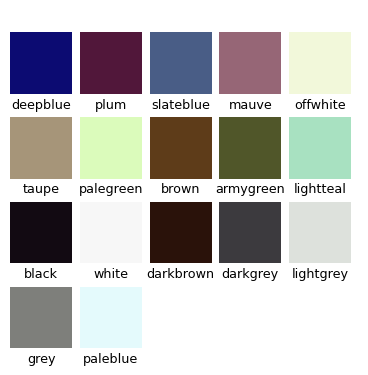 deepblue plum slateblue mauve offwhite
taupe palegreen brown armygreen lightteal
black white darkbrown darkgrey lightgrey
grey paleblue